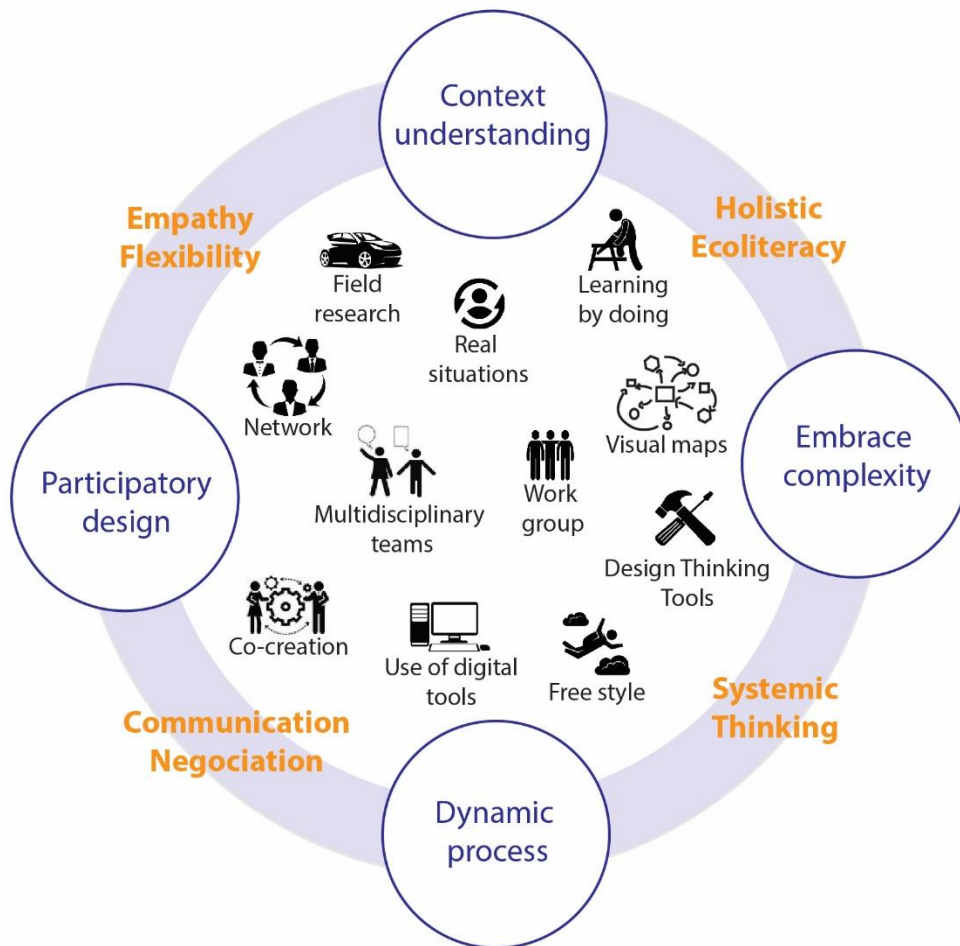 Context
understanding
Empathy
Flexibility
Holistic
Ecoliteracy
Field
research
Learning
by doing
Real
situations
Network
Visual maps
Participatory
design
Embrace
complexity
Multidisciplinary
teams
Work
group
Design Thinking
Tools
Co-creation
Use of digital
tools
Free style
Communication
Negociation
Systemic
Thinking
Dynamic
process